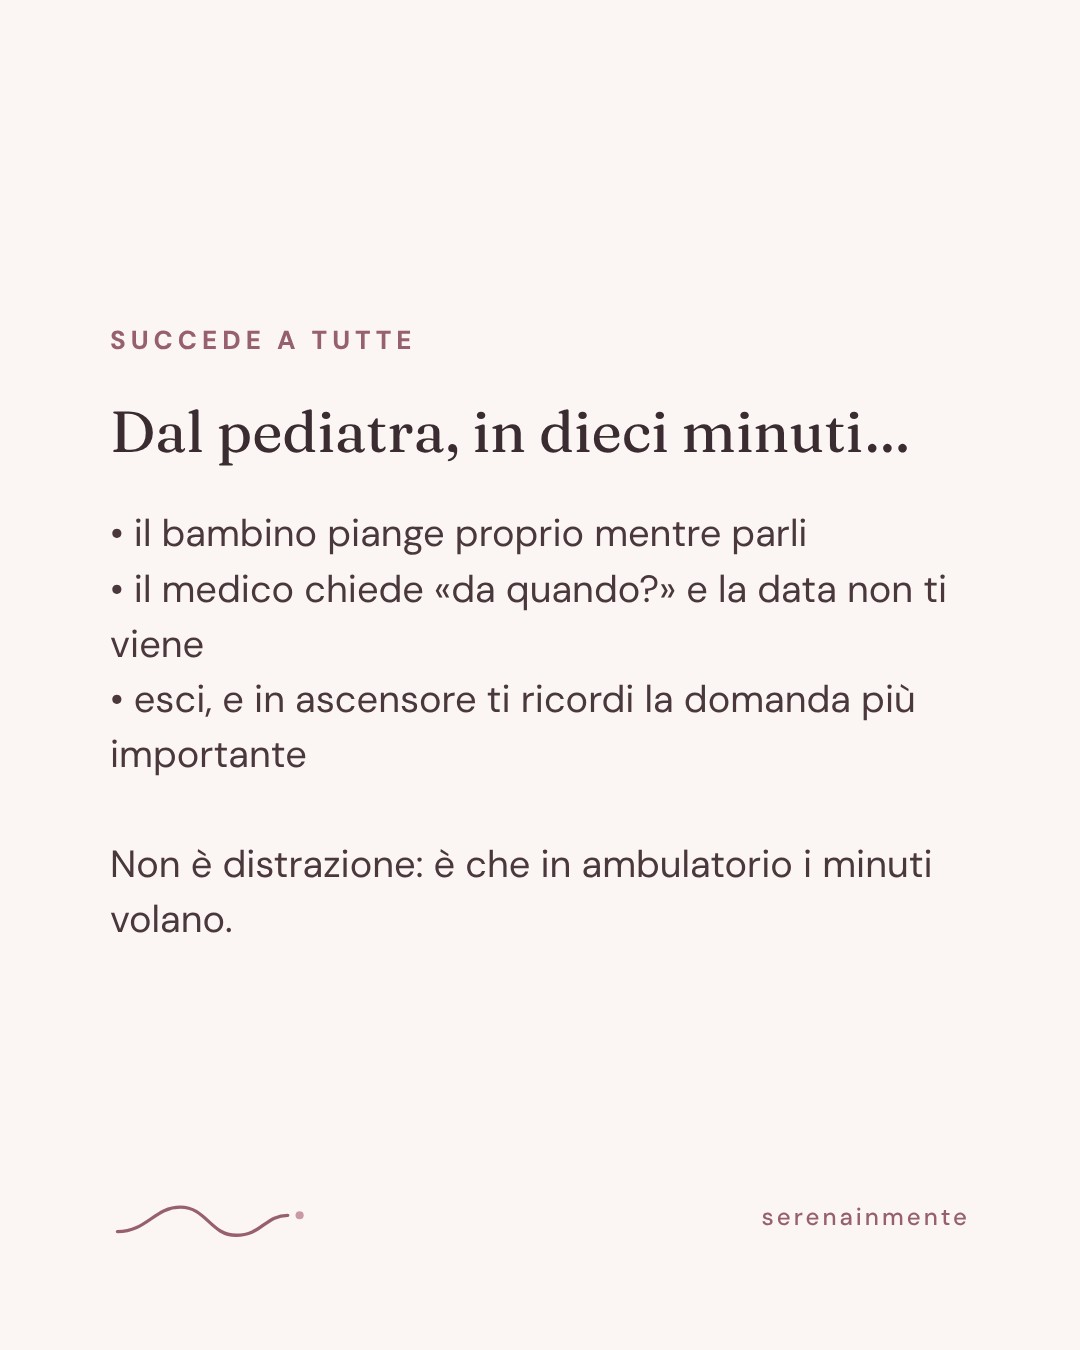 SUCCEDE A TUTTE
Dal pediatra, in dieci minuti…
• il bambino piange proprio mentre parli
• il medico chiede «da quando?» e la data non ti
viene
• esci, e in ascensore ti ricordi la domanda più
importante
Non è distrazione: è che in ambulatorio i minuti
volano.
serenainmente